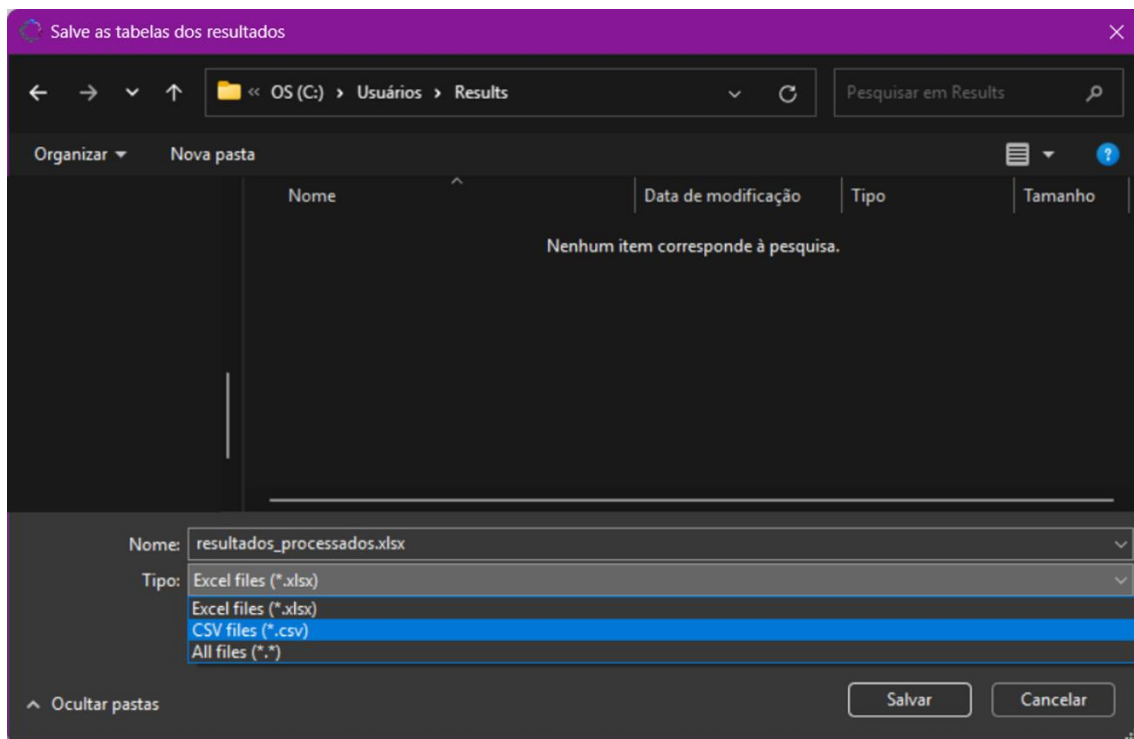 Salve as tabelas dos resultados
« OS (C:) › Usuários › Results
Pesquisar em Results
Organizar
Nova pasta
Nome Data de modificação Tipo Tamanho
Nenhum item corresponde à pesquisa.
Nome: resultados_processados.xlsx
Tipo: Excel files (*.xlsx)
Excel files (*.xlsx)
CSV files (*.csv)
All files (*.*)
Ocultar pastas
Salvar
Cancelar